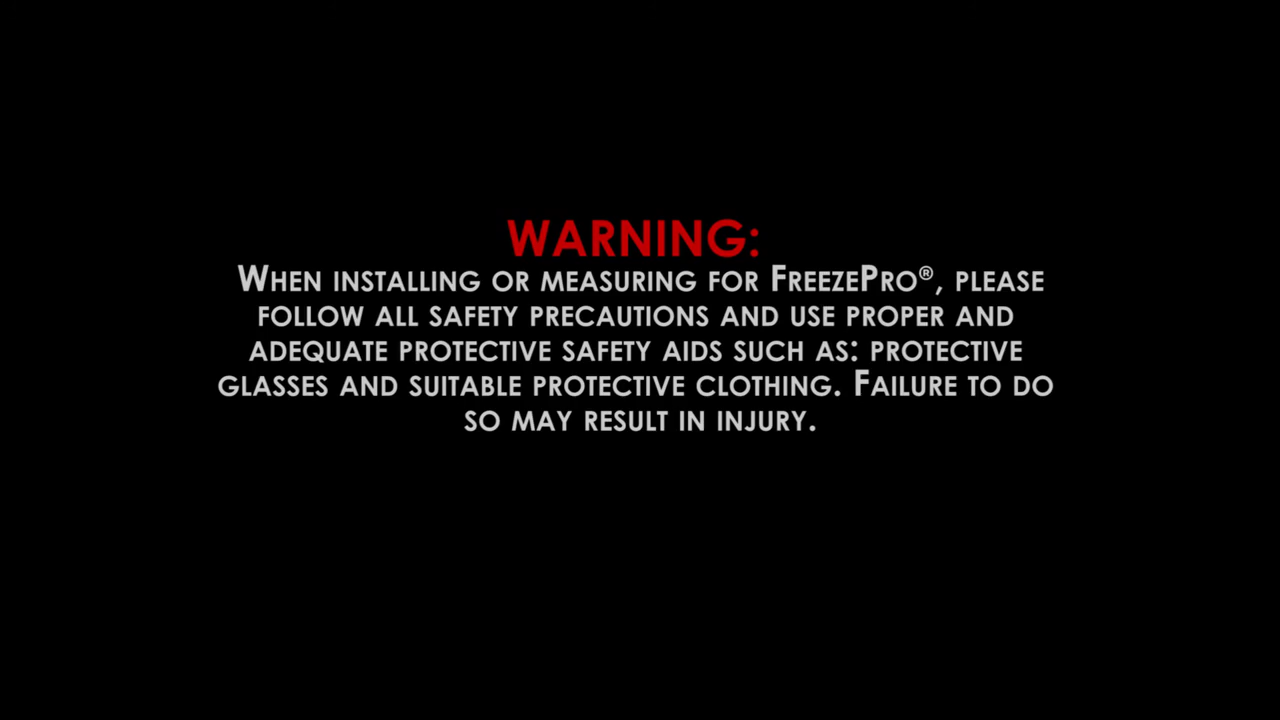 WARNING:
When installing or measuring for FreezePro®, please
follow all safety precautions and use proper and
adequate protective safety aids such as: protective
glasses and suitable protective clothing. Failure to do
so may result in injury.